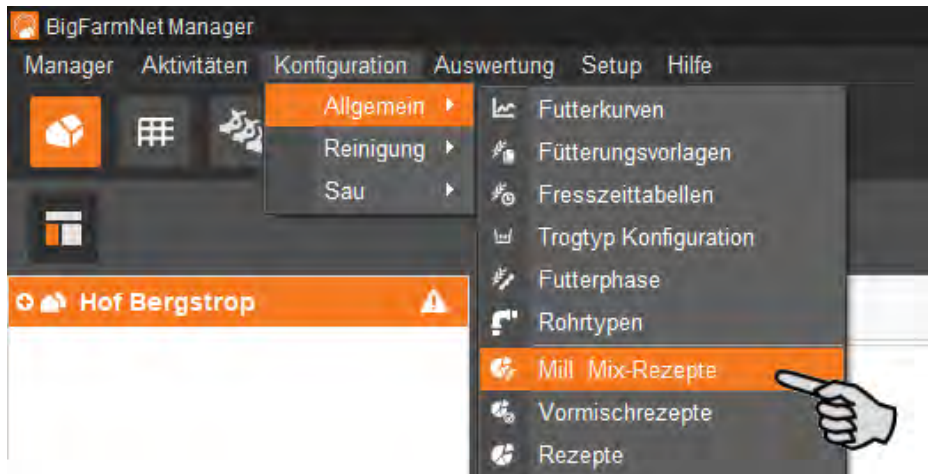 BigFarmNet Manager
Manager Aktivitäten Konfiguration Auswertung Setup Hilfe
Allgemein
Reinigung
Sau
Futterkurven
Fütterungsvorlagen
Fresszeittabellen
Trogtyp Konfiguration
Futterphase
Rohrtypen
Mill Mix-Rezepte
Vormischrezepte
Rezepte
Hof Bergstrop